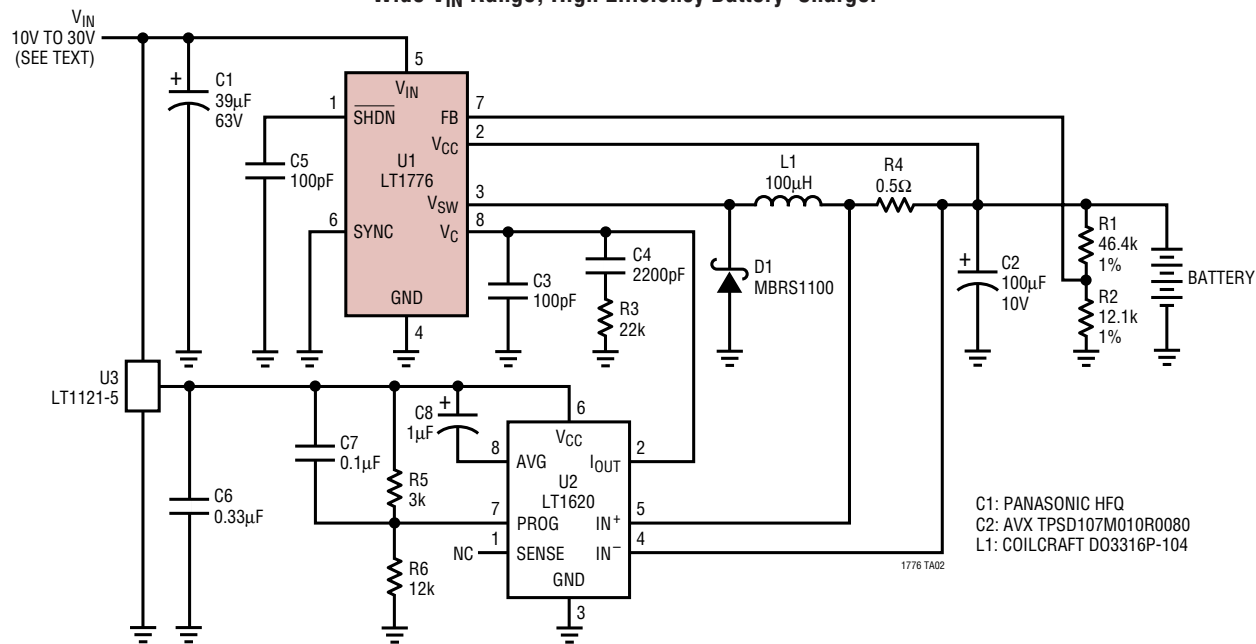 Wide VIN Range, High Efficiency Battery Charger
VIN
10V TO 30V
(SEE TEXT)
+
C1
39µF
63V
5
VIN
1
SHDN
FB
7
VCC
2
U1
LT1776
C5
100pF
VSW
3
6
SYNC
VC
8
GND
4
C3
100pF
C4
2200pF
R3
22k
D1
MBRS1100
L1
100µH
R4
0.5Ω
+
C2
100µF
10V
R1
46.4k
1%
R2
12.1k
1%
BATTERY
U3
LT1121-5
C6
0.33µF
C7
0.1µF
R5
3k
R6
12k
C8
1µF
+
6
VCC
8
AVG
IOUT
2
U2
LT1620
7
PROG
IN+
5
NC
1
SENSE
IN–
4
GND
3
1776 TA02
C1: PANASONIC HFQ
C2: AVX TPSD107M010R0080
L1: COILCRAFT DO3316P-104